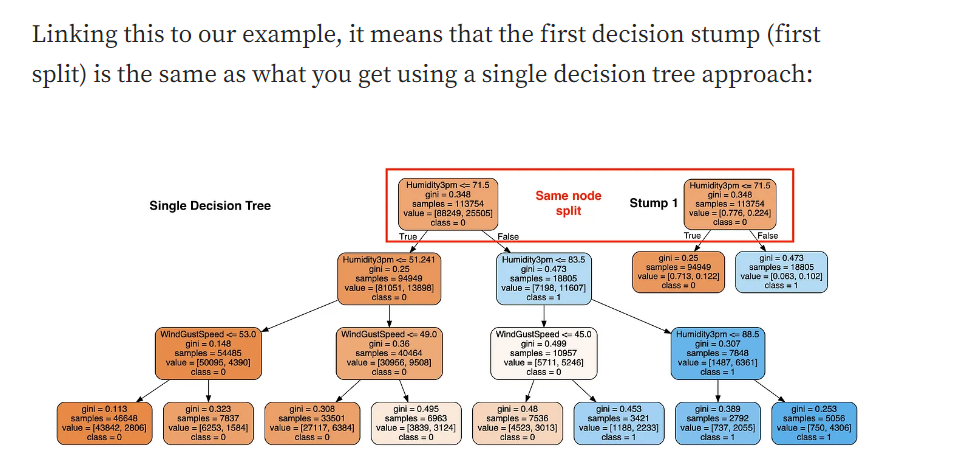 Linking this to our example, it means that the first decision stump (first
split) is the same as what you get using a single decision tree approach:
Single Decision Tree
Humidity3pm <= 71.5
gini = 0.348
samples = 113754
value = [88249, 25505]
class = 0
Same node
split
Stump 1
Humidity3pm <= 71.5
gini = 0.348
samples = 113754
value = [0.776, 0.224]
class = 0
True
False
True
False
Humidity3pm <= 51.241
gini = 0.25
samples = 94949
value = [81051, 13898]
class = 0
Humidity3pm <= 83.5
gini = 0.473
samples = 18805
value = [7198, 11607]
class = 1
gini = 0.25
samples = 94949
value = [0.713, 0.122]
class = 0
gini = 0.473
samples = 18805
value = [0.063, 0.102]
class = 1
WindGustSpeed <= 53.0
gini = 0.148
samples = 54485
value = [50095, 4390]
class = 0
WindGustSpeed <= 49.0
gini = 0.36
samples = 40464
value = [30956, 9508]
class = 0
WindGustSpeed <= 45.0
gini = 0.499
samples = 10957
value = [5711, 5246]
class = 0
Humidity3pm <= 88.5
gini = 0.307
samples = 7848
value = [1487, 6361]
class = 1
gini = 0.113
samples = 46648
value = [43842, 2806]
class = 0
gini = 0.323
samples = 7837
value = [6253, 1584]
class = 0
gini = 0.308
samples = 33501
value = [27117, 6384]
class = 0
gini = 0.495
samples = 6963
value = [3839, 3124]
class = 0
gini = 0.48
samples = 7536
value = [4523, 3013]
class = 0
gini = 0.453
samples = 3421
value = [1188, 2233]
class = 1
gini = 0.389
samples = 2792
value = [737, 2055]
class = 1
gini = 0.253
samples = 5056
value = [750, 4306]
class = 1